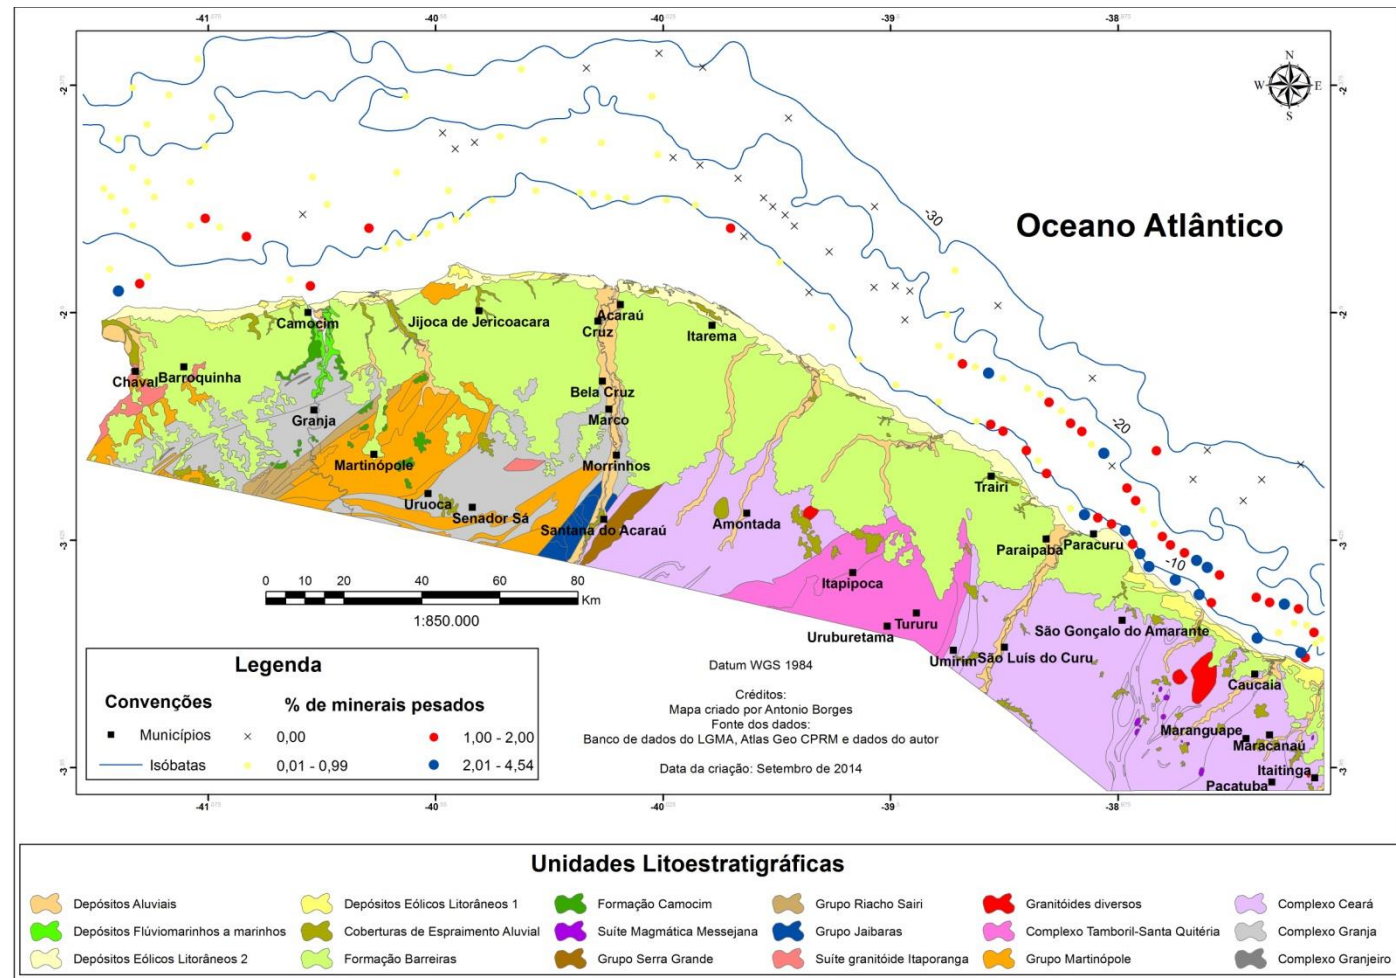 -41 -40 -40 -39 -38
N
W E
S
-30
Oceano Atlântico
-20
-10
Camocim
Jijoca de Jericoacara
Acaraú
Cruz
Itarema
Chaval
Barroquinha
Bela Cruz
Granja
Marco
Martinópole
Morrinhos
Trairi
Uruoca
Senador Sá
Santana do Acaraú
Amontada
Paraipaba
Paracuru
Itapipoca
Tururu
Uruburetama
São Gonçalo do Amarante
Umirim
São Luís do Curu
Caucaia
Maranguape
Maracanaú
Itaitinga
Pacatuba
0 10 20 40 60 80
Km
1:850.000
Legenda
Convenções
Municípios
Isóbatas
% de minerais pesados
0,00
0,01 - 0,99
1,00 - 2,00
2,01 - 4,54
Datum WGS 1984
Créditos:
Mapa criado por Antonio Borges
Fonte dos dados:
Banco de dados do LGMA, Atlas Geo CPRM e dados do autor
Data da criação: Setembro de 2014
-41 -40 -40 -39 -38
Unidades Litoestratigráficas
Depósitos Aluviais
Depósitos Flúviomarinhos a marinhos
Depósitos Eólicos Litorâneos 2
Depósitos Eólicos Litorâneos 1
Coberturas de Espraimento Aluvial
Formação Barreiras
Formação Camocim
Suíte Magmática Messejana
Grupo Serra Grande
Grupo Riacho Sairi
Grupo Jaibaras
Suíte granitóide Itaporanga
Granitóides diversos
Complexo Tamboril-Santa Quitéria
Grupo Martinópole
Complexo Ceará
Complexo Granja
Complexo Granjeiro